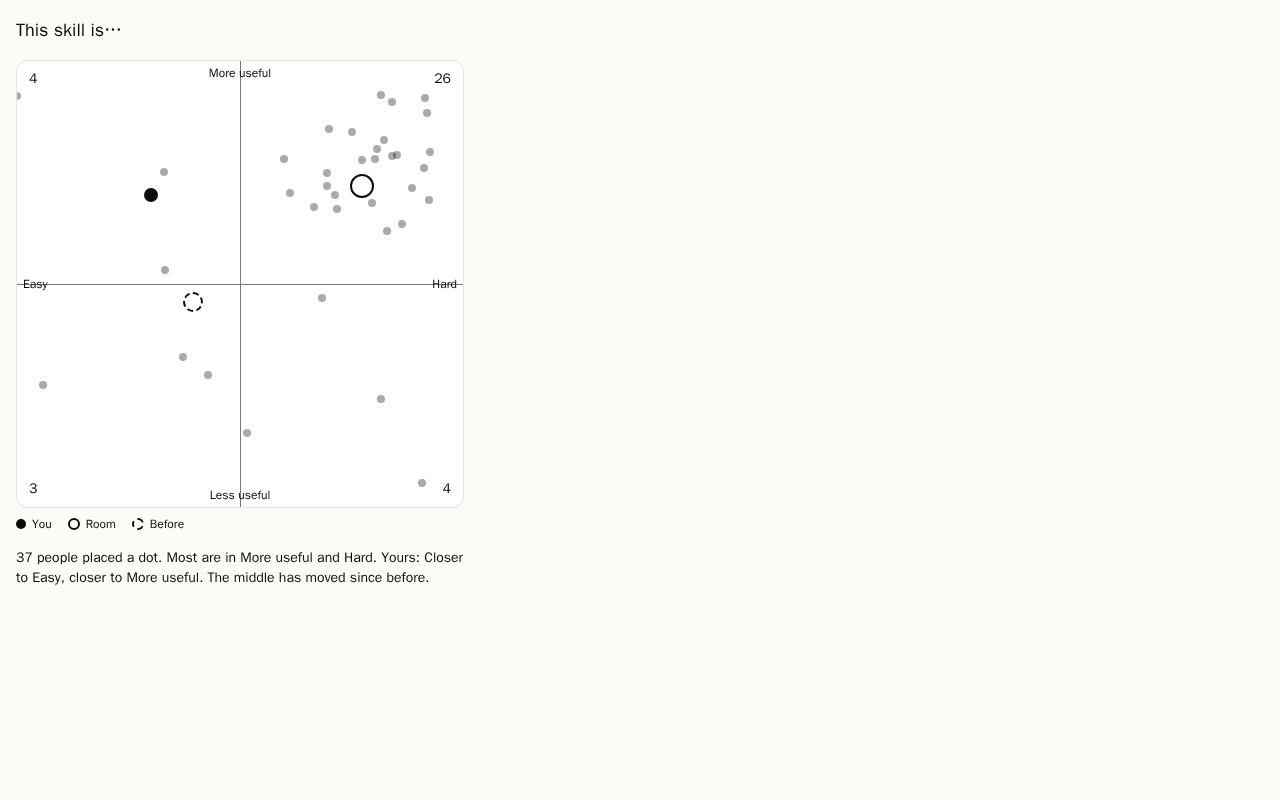 This skill is⋯
4
More useful
26
Easy
Hard
3
Less useful
4
You
Room
Before
37 people placed a dot. Most are in More useful and Hard. Yours: Closer
to Easy, closer to More useful. The middle has moved since before.